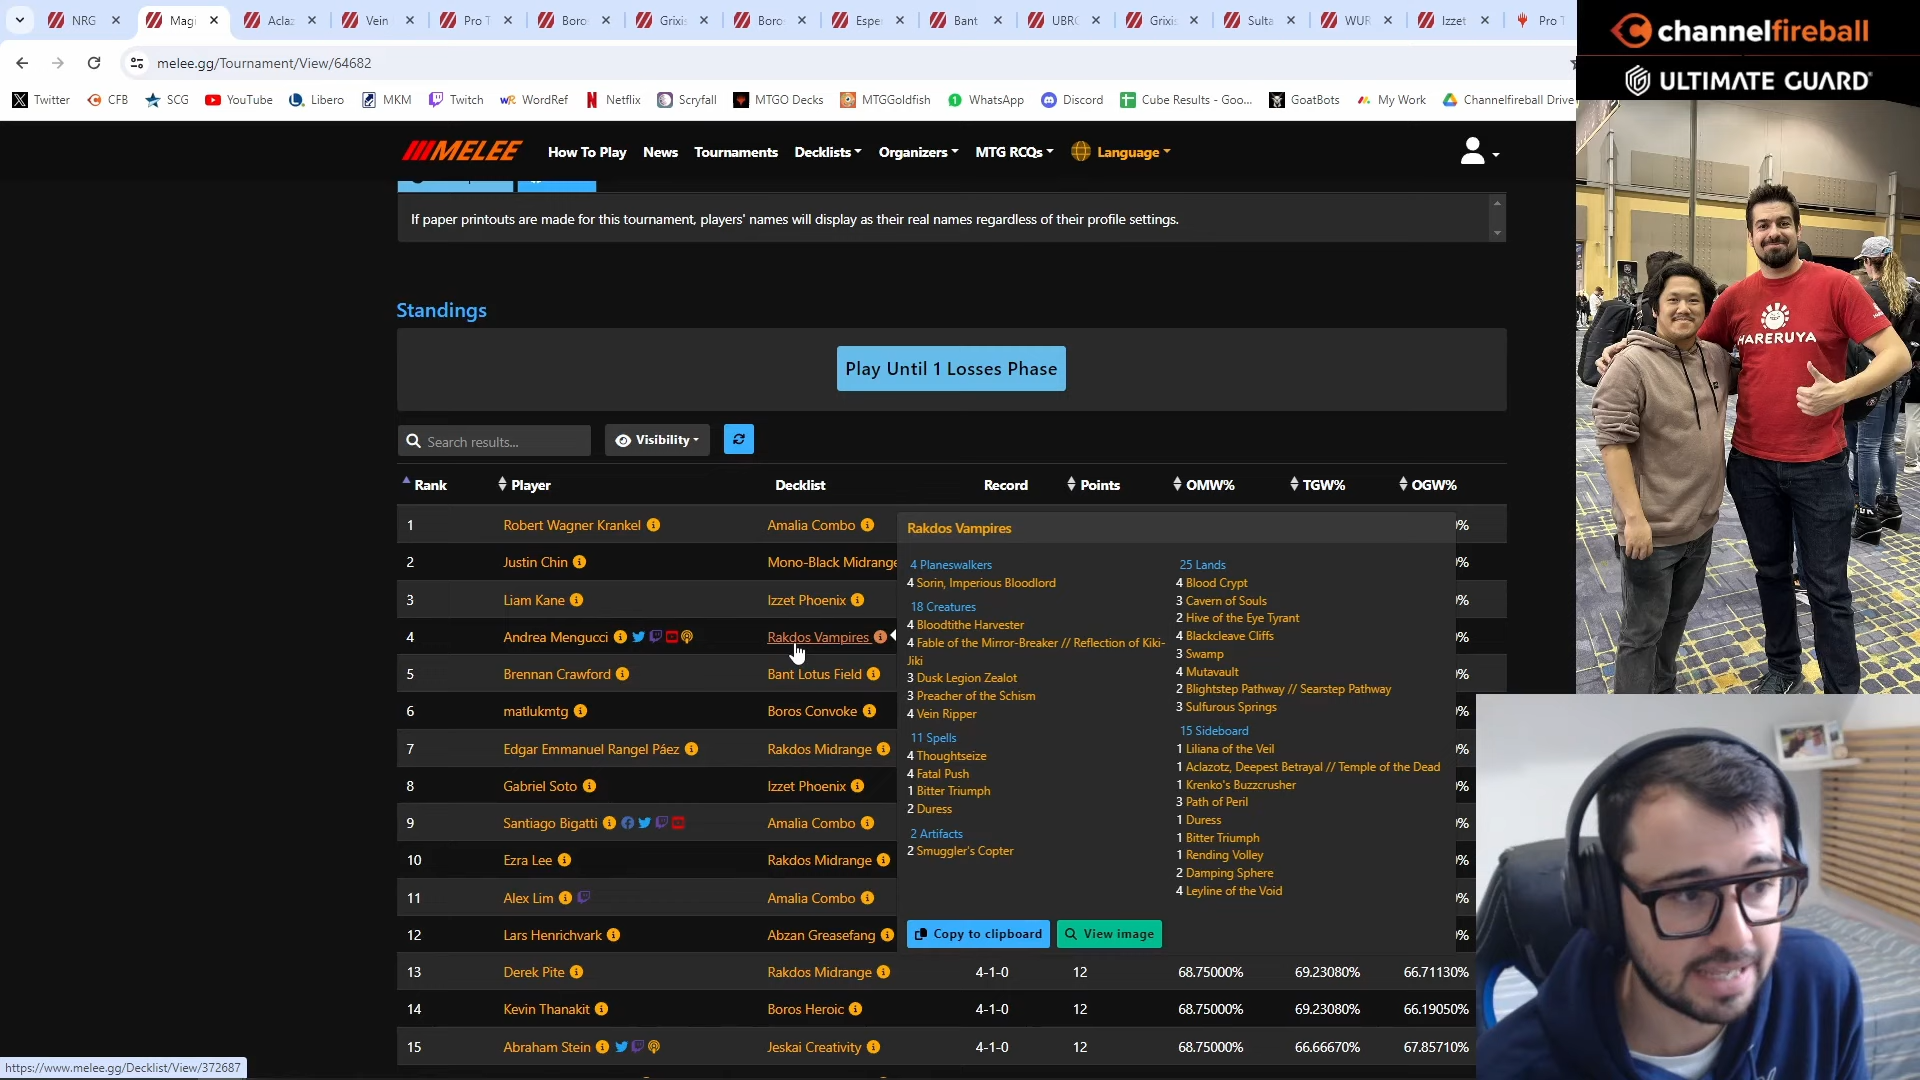 NRG
Magi
Aclaz
Vein
Pro T
Boro
Grixis
Boro
Espe
Bant
UBRG
Grixis
Sulta
WUR
Izzet
Pro T
melee.gg/Tournament/View/64682
Twitter
CFB
SCG
YouTube
Libero
MKM
Twitch
WordRef
Netflix
Scryfall
MTGO Decks
MTGGoldfish
WhatsApp
Discord
Cube Results - Goo...
GoatBots
My Work
Channelfireball Drive
channelfireball
ULTIMATE GUARD
HARERUYA
MELEE
How To Play
News
Tournaments
Decklists
Organizers
MTG RCQs
Language
If paper printouts are made for this tournament, players' names will display as their real names regardless of their profile settings.
Standings
Play Until 1 Losses Phase
Search results...
Visibility
Rank Player Decklist Record Points OMW% TGW% OGW%
1 Robert Wagner Krankel Amalia Combo %
2 Justin Chin Mono-Black Midrange %
3 Liam Kane Izzet Phoenix %
4 Andrea Mengucci Rakdos Vampires %
5 Brennan Crawford Bant Lotus Field %
6 matlukmtg Boros Convoke %
7 Edgar Emmanuel Rangel Páez Rakdos Midrange %
8 Gabriel Soto Izzet Phoenix %
9 Santiago Bigatti Amalia Combo %
10 Ezra Lee Rakdos Midrange %
11 Alex Lim Amalia Combo %
12 Lars Henrichvark Abzan Greasefang %
13 Derek Pite Rakdos Midrange 4-1-0 12 68.75000% 69.23080% 66.71130%
14 Kevin Thanakit Boros Heroic 4-1-0 12 68.75000% 69.23080% 66.19050%
15 Abraham Stein Jeskai Creativity 4-1-0 12 68.75000% 66.66670% 67.85710%
Rakdos Vampires
4 Planeswalkers
4 Sorin, Imperious Bloodlord
18 Creatures
4 Bloodtithe Harvester
4 Fable of the Mirror-Breaker // Reflection of Kiki-
Jiki
3 Dusk Legion Zealot
3 Preacher of the Schism
4 Vein Ripper
11 Spells
4 Thoughtseize
4 Fatal Push
1 Bitter Triumph
2 Duress
2 Artifacts
2 Smuggler's Copter
25 Lands
4 Blood Crypt
3 Cavern of Souls
2 Hive of the Eye Tyrant
4 Blackcleave Cliffs
3 Swamp
4 Mutavault
2 Blightstep Pathway // Searstep Pathway
3 Sulfurous Springs
15 Sideboard
1 Liliana of the Veil
1 Aclazotz, Deepest Betrayal // Temple of the Dead
1 Krenko's Buzzcrusher
3 Path of Peril
1 Duress
1 Bitter Triumph
1 Rending Volley
2 Damping Sphere
4 Leyline of the Void
Copy to clipboard
View image
https://www.melee.gg/Decklist/View/372687